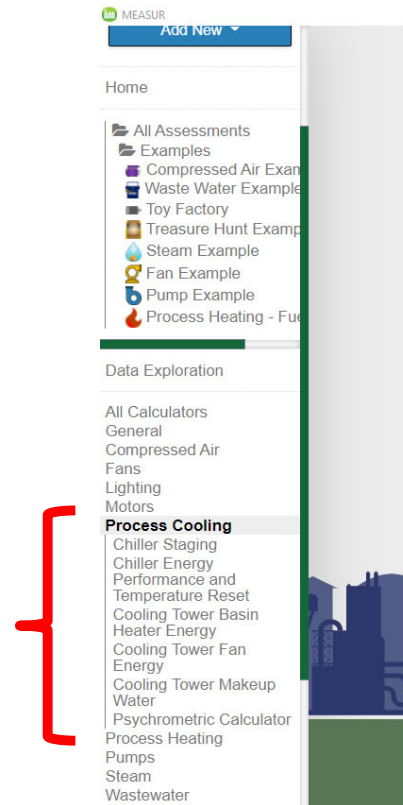 MEASUR
Add New
Home
All Assessments
Examples
Compressed Air Exam
Waste Water Example
Toy Factory
Treasure Hunt Examp
Steam Example
Fan Example
Pump Example
Process Heating - Fue
Data Exploration
All Calculators
General
Compressed Air
Fans
Lighting
Motors
Process Cooling
Chiller Staging
Chiller Energy
Performance and
Temperature Reset
Cooling Tower Basin
Heater Energy
Cooling Tower Fan
Energy
Cooling Tower Makeup
Water
Psychrometric Calculator
Process Heating
Pumps
Steam
Wastewater